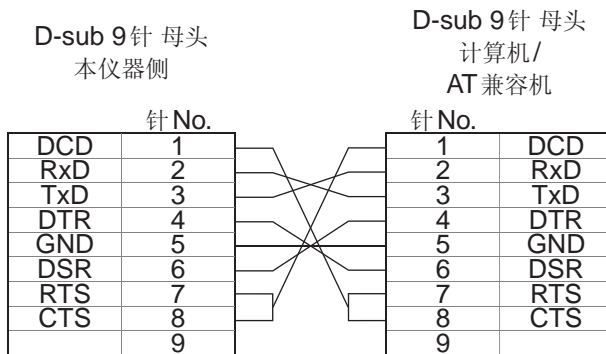 D-sub 9针 母头
本仪器侧
D-sub 9针 母头
计算机/
AT兼容机
针No.
针No.
DCD 1 1 DCD
RxD 2 2 RxD
TxD 3 3 TxD
DTR 4 4 DTR
GND 5 5 GND
DSR 6 6 DSR
RTS 7 7 RTS
CTS 8 8 CTS
9 9